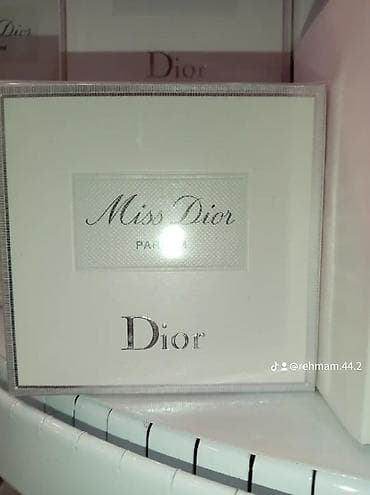 Dior
Dior
Miss Dior
PARFUM
Dior
@rehmam.44.2